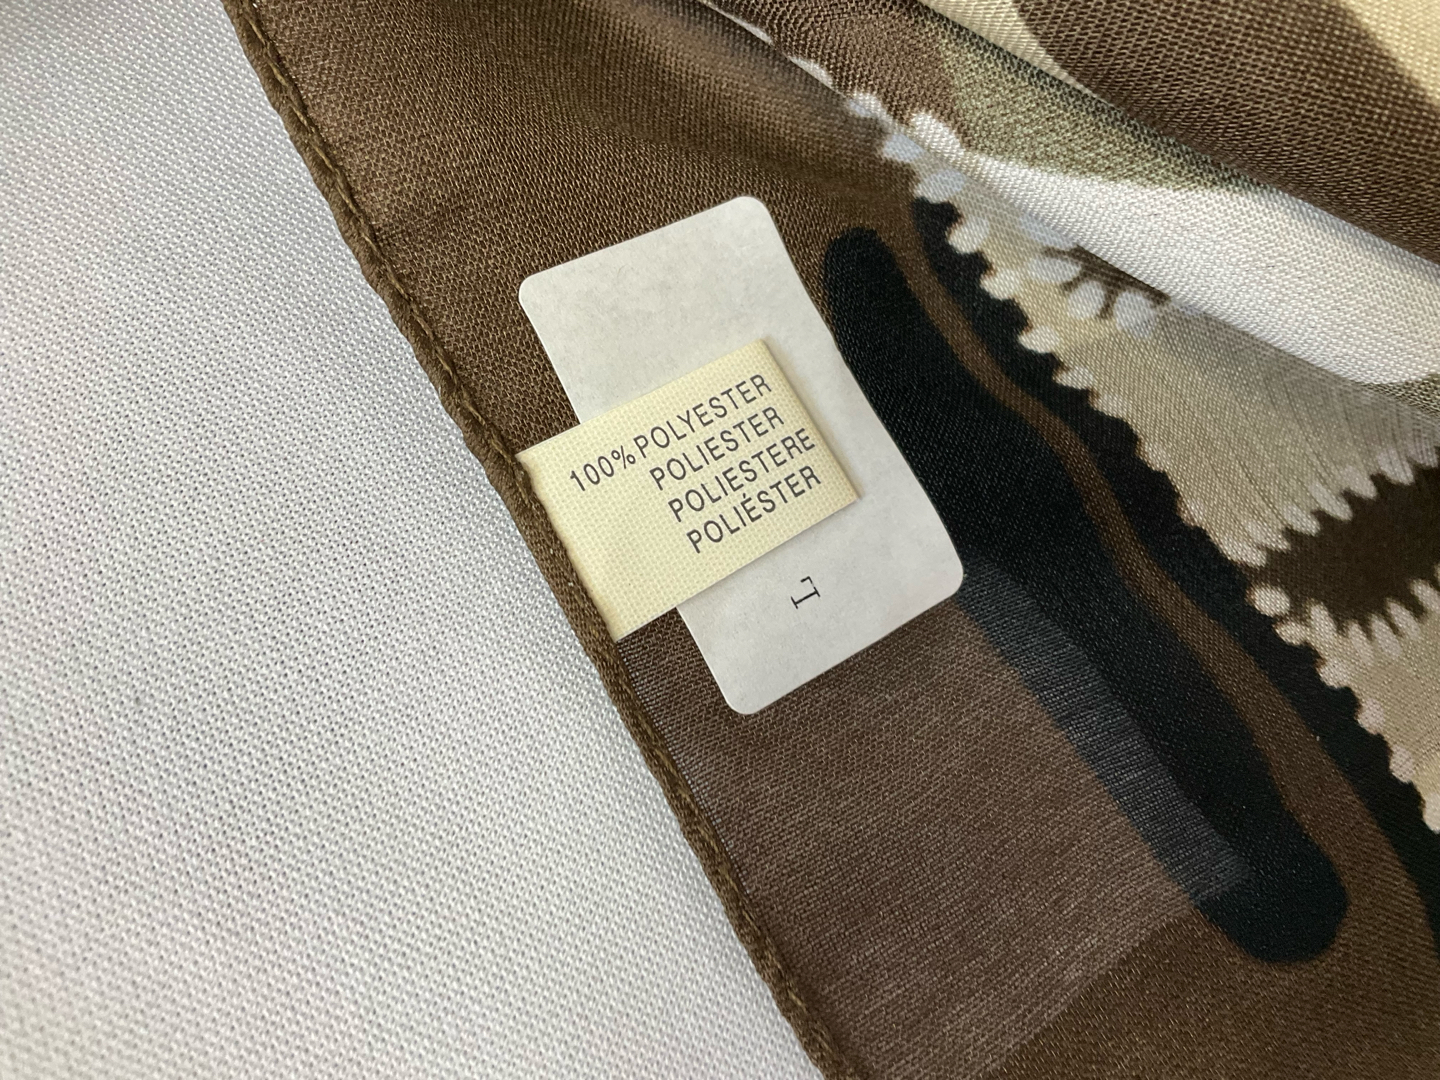 100% POLYESTER
POLIESTER
POLIESTERE
POLIÉSTER
L